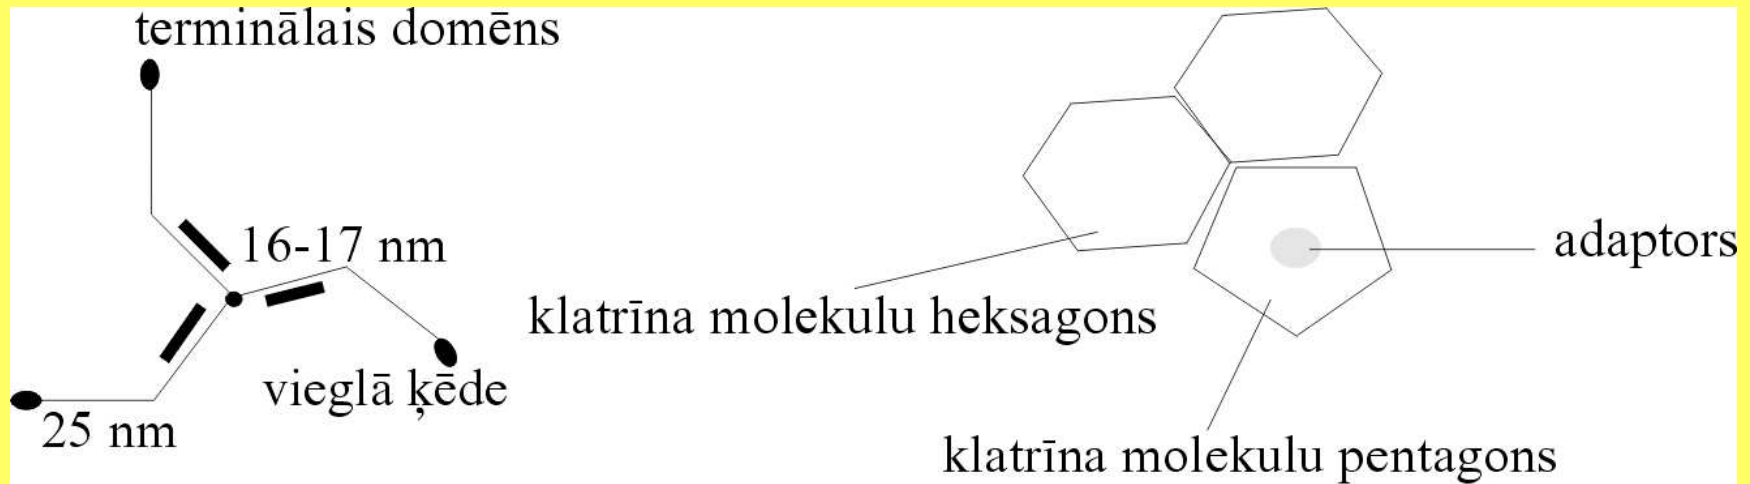 terminālais domēns
16-17 nm
adaptors
klatrīna molekulu heksagons
vieglā ķēde
25 nm
klatrīna molekulu pentagons